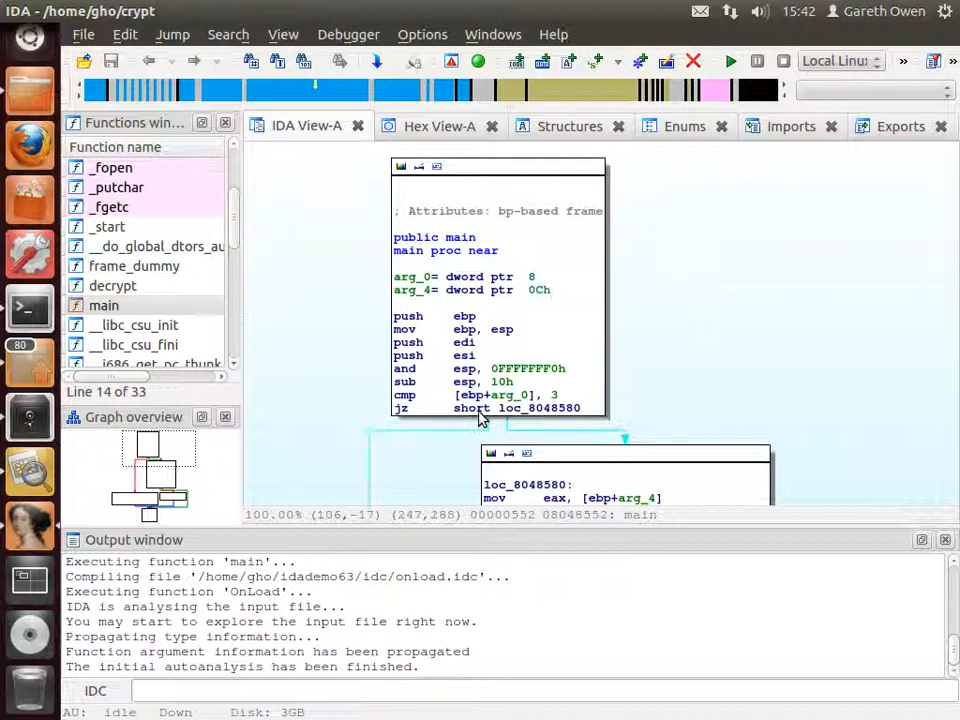 IDA - /home/gho/crypt
15:42
Gareth Owen
File
Edit
Jump
Search
View
Debugger
Options
Windows
Help
Local Linu
Functions win...
Function name
_fopen
_putchar
_fgetc
_start
__do_global_dtors_au
frame_dummy
decrypt
main
__libc_csu_init
__libc_csu_fini
__i686_get_pc_thunk
Line 14 of 33
Graph overview
80
IDA View-A
Hex View-A
Structures
Enums
Imports
Exports
; Attributes: bp-based frame
public main
main proc near
arg_0= dword ptr 8
arg_4= dword ptr 0Ch
push ebp
mov ebp, esp
push edi
push esi
and esp, 0FFFFFFF0h
sub esp, 10h
cmp [ebp+arg_0], 3
jz short loc_8048580
loc_8048580:
mov eax, [ebp+arg_4]
100.00% (106,-17) (247,288) 00000552 08048552: main
Output window
Executing function 'main'...
Compiling file '/home/gho/idademo63/idc/onload.idc'...
Executing function 'OnLoad'...
IDA is analysing the input file...
You may start to explore the input file right now.
Propagating type information...
Function argument information has been propagated
The initial autoanalysis has been finished.
IDC
AU: idle Down Disk: 3GB